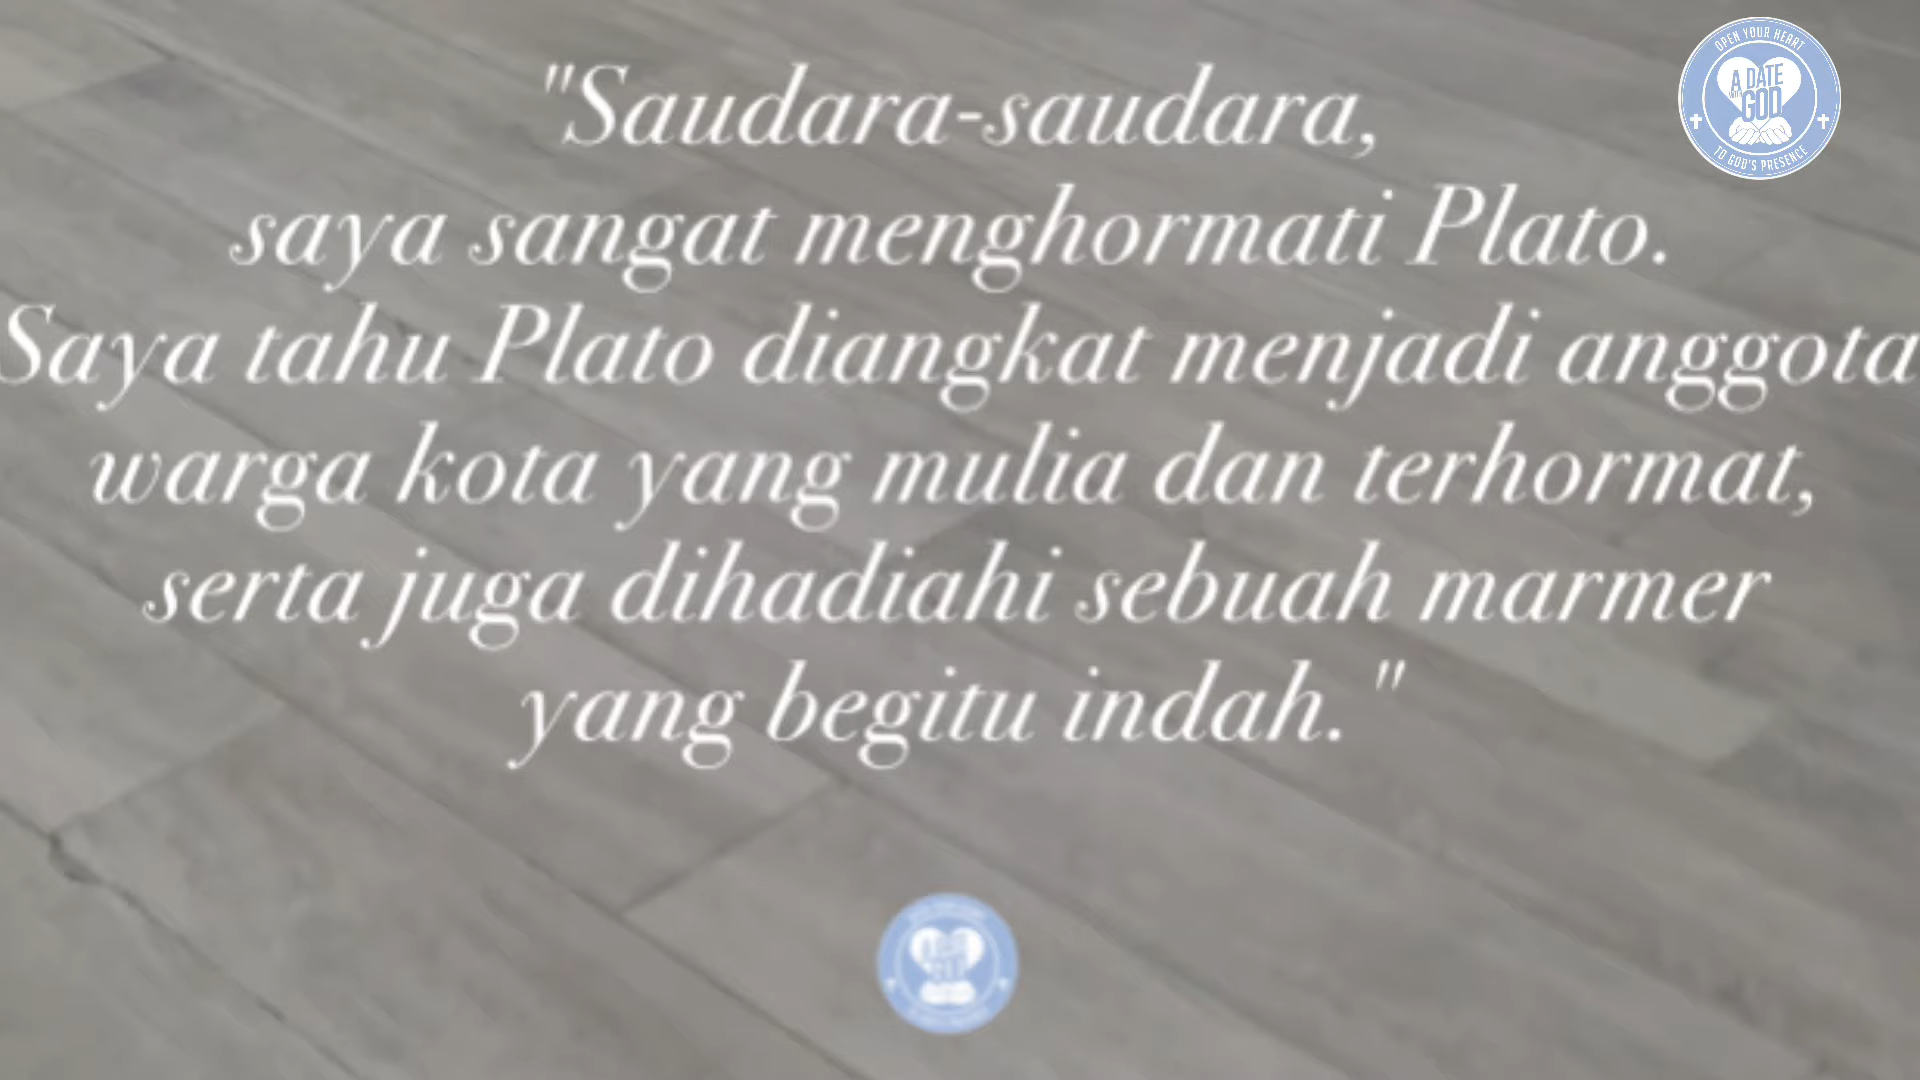 "Saudara-saudara,
saya sangat menghormati Plato.
Saya tahu Plato diangkat menjadi anggota
warga kota yang mulia dan terhormat,
serta juga dihadiahi sebuah marmer
yang begitu indah."
OPEN YOUR HEART
A DATE
WITH
GOD
TO GOD'S PRESENCE